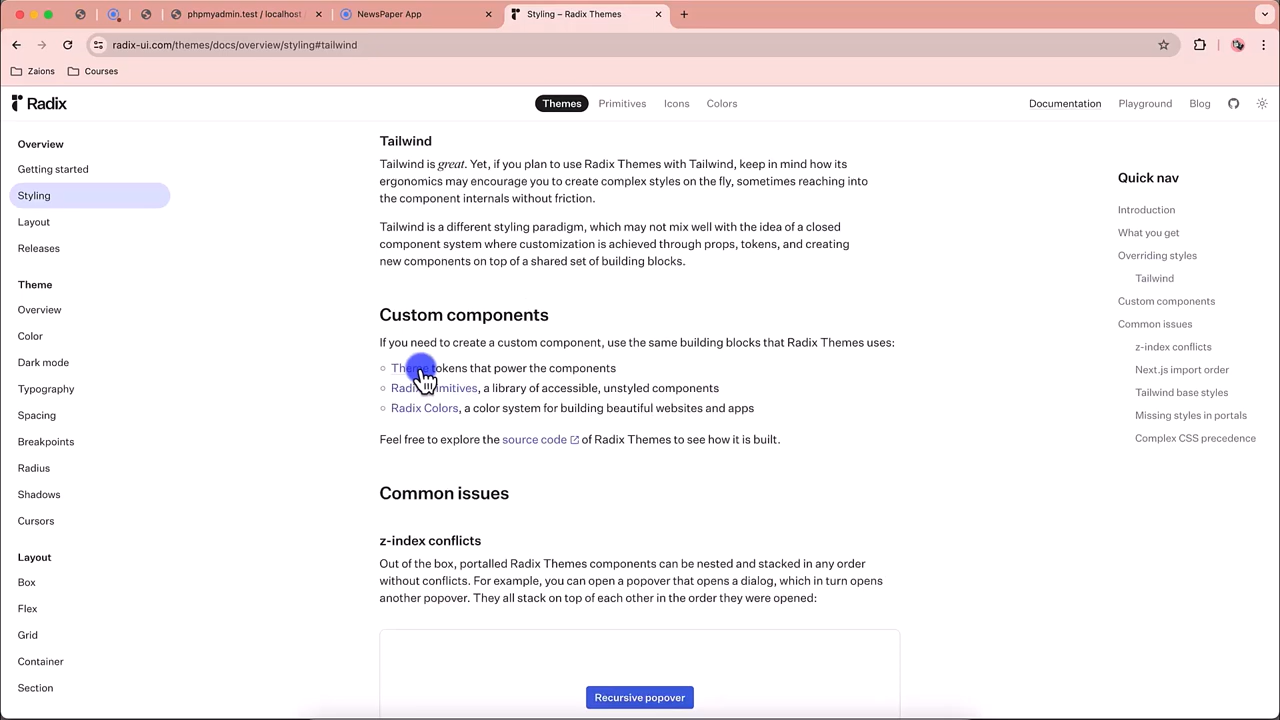 phpmyadmin.test / localhost
NewsPaper App
Styling – Radix Themes
radix-ui.com/themes/docs/overview/styling#tailwind
Zaions
Courses
Radix
Themes
Primitives
Icons
Colors
Documentation
Playground
Blog
Overview
Getting started
Styling
Layout
Releases
Theme
Overview
Color
Dark mode
Typography
Spacing
Breakpoints
Radius
Shadows
Cursors
Layout
Box
Flex
Grid
Container
Section
Tailwind
Tailwind is great. Yet, if you plan to use Radix Themes with Tailwind, keep in mind how its
ergonomics may encourage you to create complex styles on the fly, sometimes reaching into
the component internals without friction.
Tailwind is a different styling paradigm, which may not mix well with the idea of a closed
component system where customization is achieved through props, tokens, and creating
new components on top of a shared set of building blocks.
Custom components
If you need to create a custom component, use the same building blocks that Radix Themes uses:
Theme tokens that power the components
Radix Primitives, a library of accessible, unstyled components
Radix Colors, a color system for building beautiful websites and apps
Feel free to explore the source code of Radix Themes to see how it is built.
Common issues
z-index conflicts
Out of the box, portalled Radix Themes components can be nested and stacked in any order
without conflicts. For example, you can open a popover that opens a dialog, which in turn opens
another popover. They all stack on top of each other in the order they were opened:
Recursive popover
Quick nav
Introduction
What you get
Overriding styles
Tailwind
Custom components
Common issues
z-index conflicts
Next.js import order
Tailwind base styles
Missing styles in portals
Complex CSS precedence